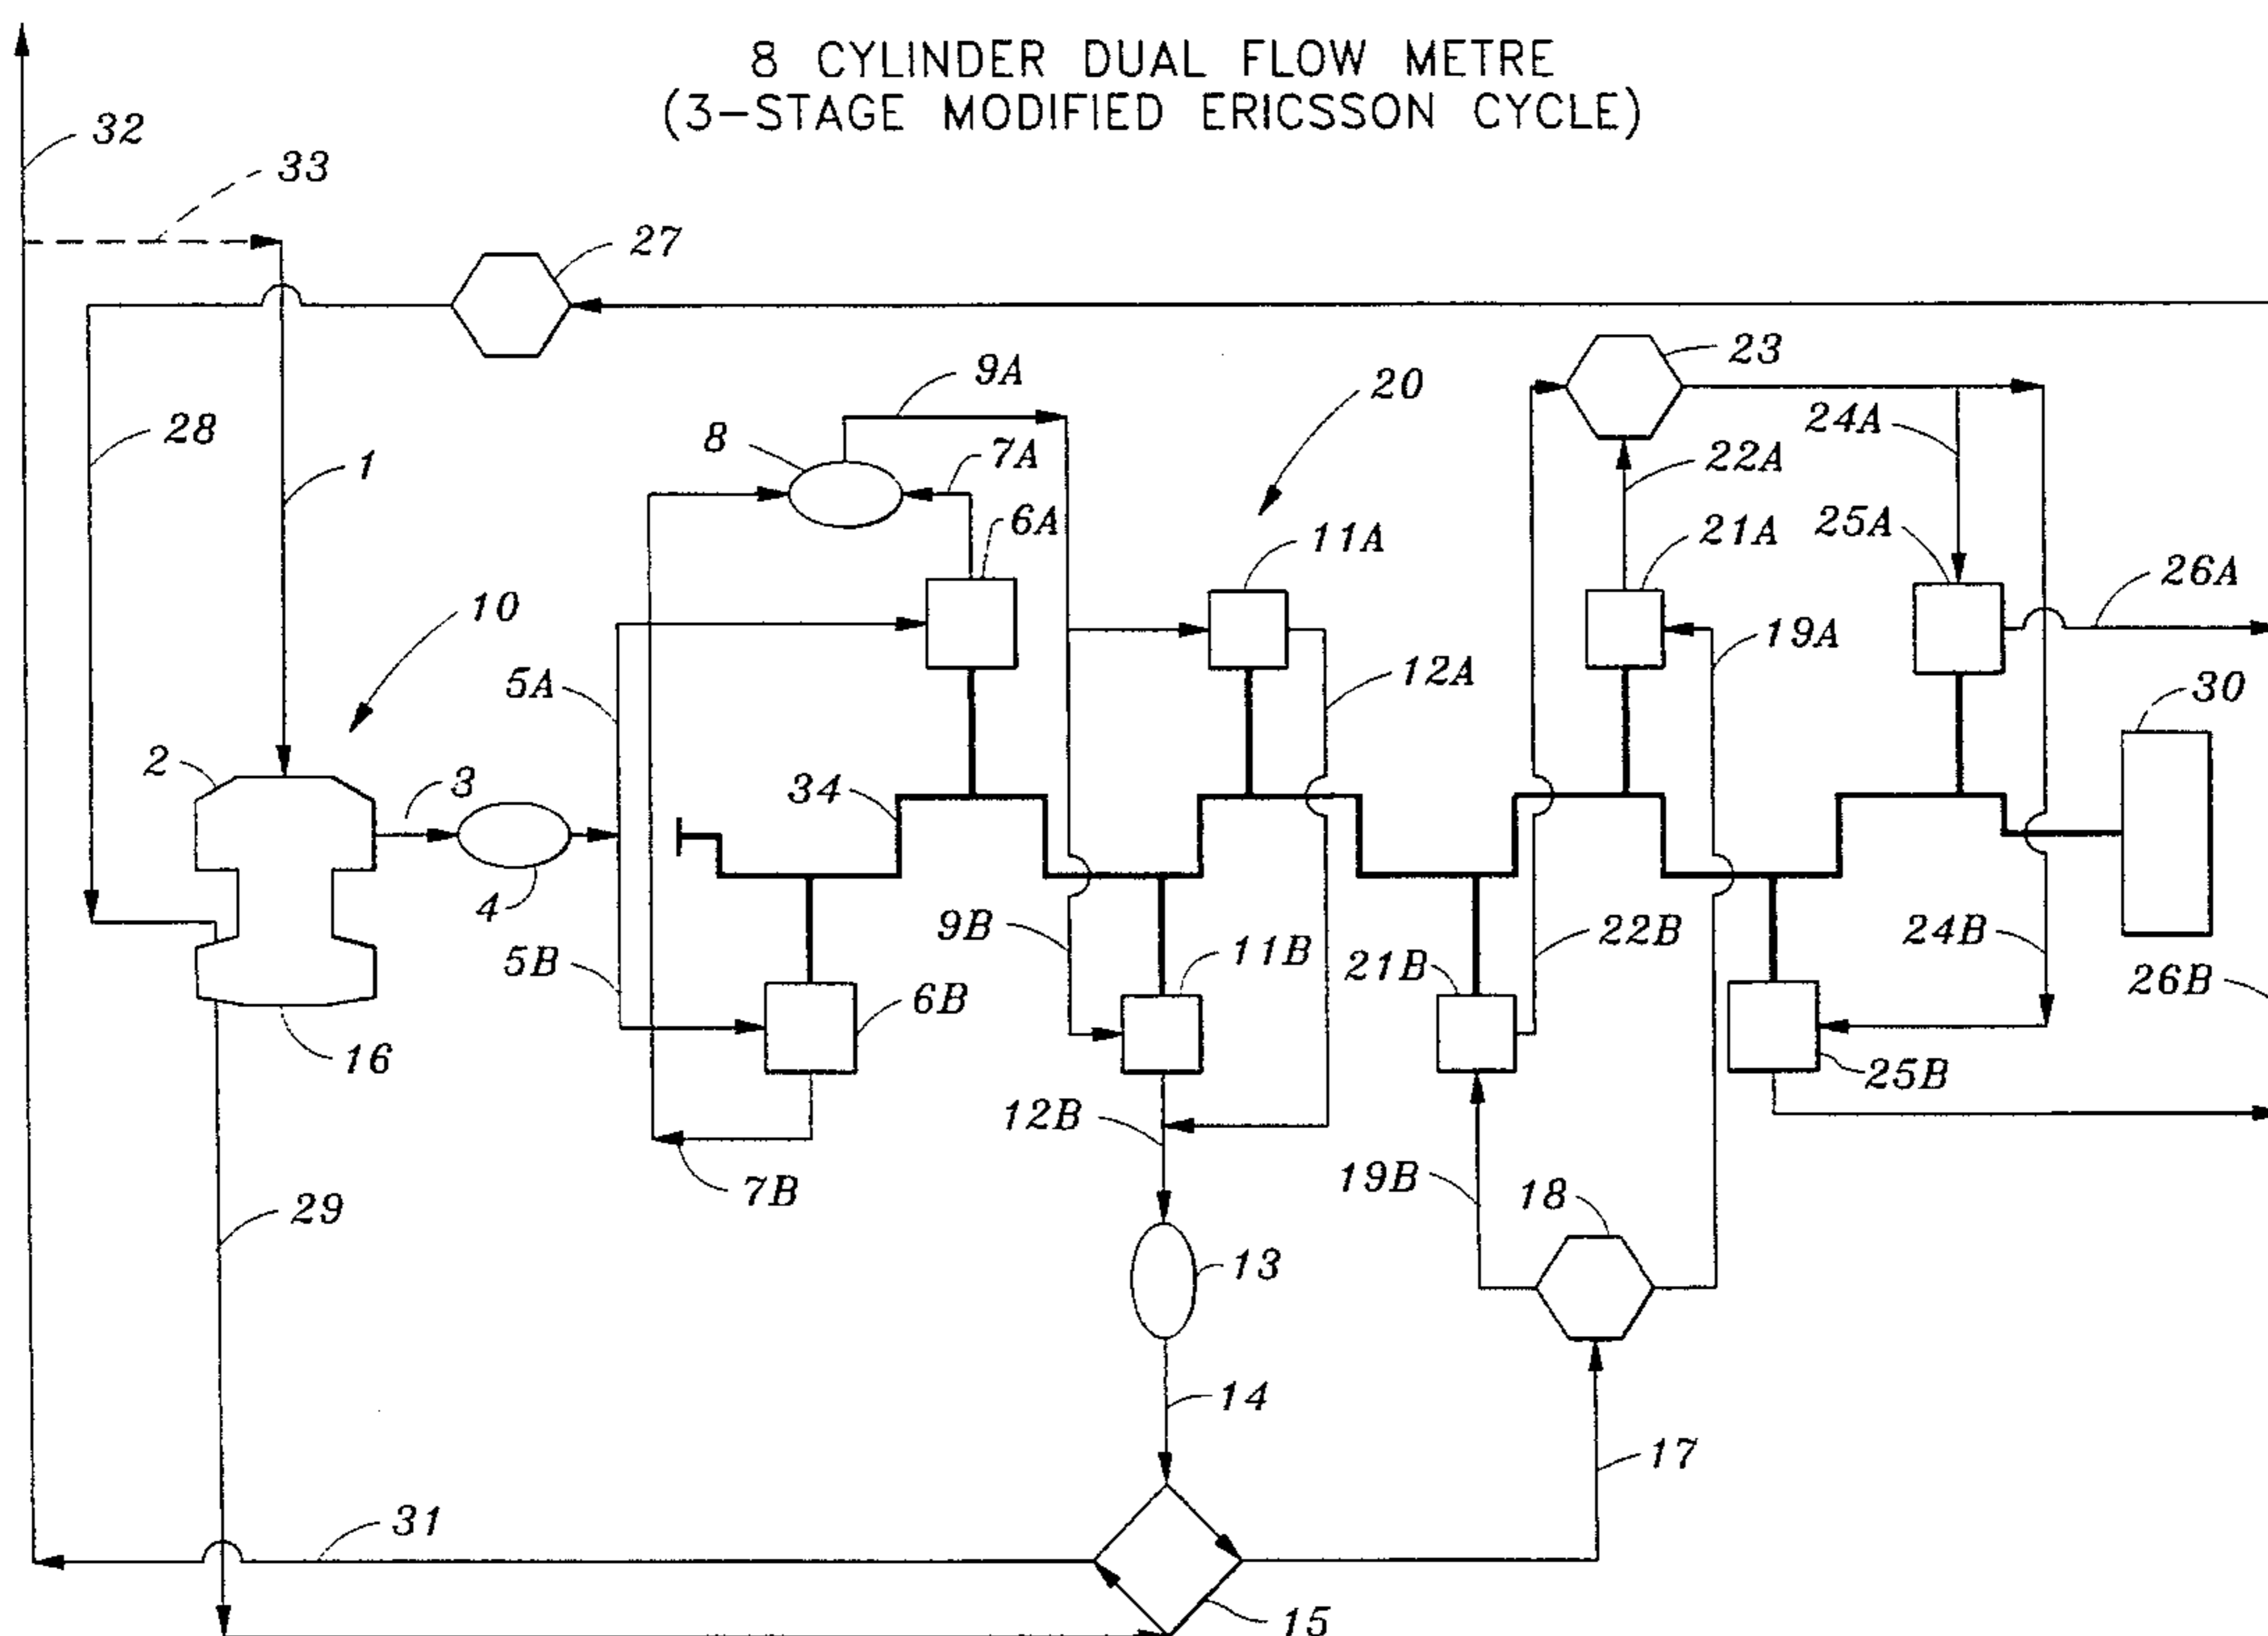 8 CYLINDER DUAL FLOW METRE
(3-STAGE MODIFIED ERICSSON CYCLE)
32
33
27
23
9A
20
24A
28
8
7A
22A
1
6A
25A
11A
21A
26A
10
19A
5A
12A
30
2
3
34
4
9B
22B
24B
5B
11B
21B
26B
6B
16
25B
12B
7B
19B
18
29
13
14
17
31
15